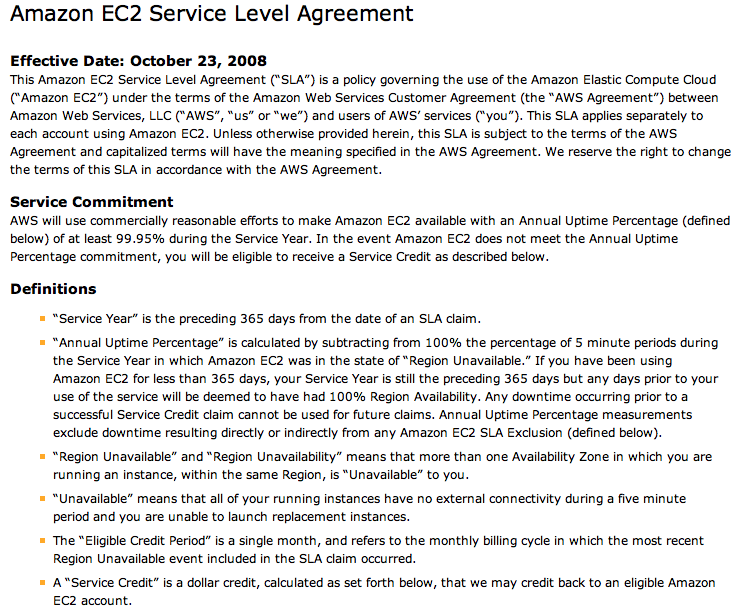 Amazon EC2 Service Level Agreement
Effective Date: October 23, 2008
This Amazon EC2 Service Level Agreement (“SLA”) is a policy governing the use of the Amazon Elastic Compute Cloud
(“Amazon EC2”) under the terms of the Amazon Web Services Customer Agreement (the “AWS Agreement”) between
Amazon Web Services, LLC (“AWS”, “us” or “we”) and users of AWS’ services (“you”). This SLA applies separately to
each account using Amazon EC2. Unless otherwise provided herein, this SLA is subject to the terms of the AWS
Agreement and capitalized terms will have the meaning specified in the AWS Agreement. We reserve the right to change
the terms of this SLA in accordance with the AWS Agreement.
Service Commitment
AWS will use commercially reasonable efforts to make Amazon EC2 available with an Annual Uptime Percentage (defined
below) of at least 99.95% during the Service Year. In the event Amazon EC2 does not meet the Annual Uptime
Percentage commitment, you will be eligible to receive a Service Credit as described below.
Definitions
“Service Year” is the preceding 365 days from the date of an SLA claim.
“Annual Uptime Percentage” is calculated by subtracting from 100% the percentage of 5 minute periods during
the Service Year in which Amazon EC2 was in the state of “Region Unavailable.” If you have been using
Amazon EC2 for less than 365 days, your Service Year is still the preceding 365 days but any days prior to your
use of the service will be deemed to have had 100% Region Availability. Any downtime occurring prior to a
successful Service Credit claim cannot be used for future claims. Annual Uptime Percentage measurements
exclude downtime resulting directly or indirectly from any Amazon EC2 SLA Exclusion (defined below).
“Region Unavailable” and “Region Unavailability” means that more than one Availability Zone in which you are
running an instance, within the same Region, is “Unavailable” to you.
“Unavailable” means that all of your running instances have no external connectivity during a five minute
period and you are unable to launch replacement instances.
The “Eligible Credit Period” is a single month, and refers to the monthly billing cycle in which the most recent
Region Unavailable event included in the SLA claim occurred.
A “Service Credit” is a dollar credit, calculated as set forth below, that we may credit back to an eligible Amazon
EC2 account.